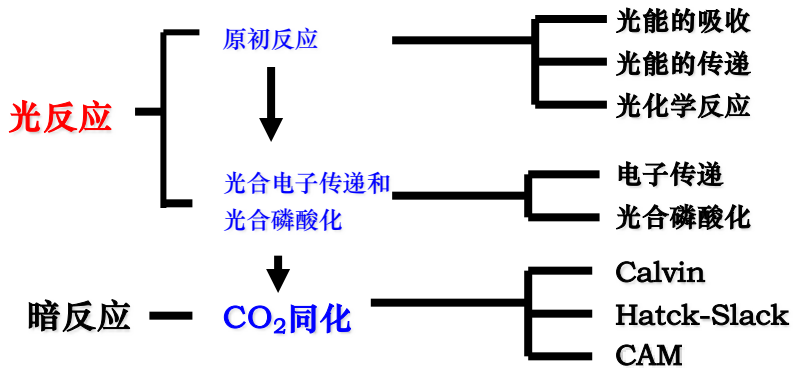 原初反应
光能的吸收
光能的传递
光化学反应
光反应
光合电子传递和
光合磷酸化
电子传递
光合磷酸化
暗反应
CO₂同化
Calvin
Hatck-Slack
CAM